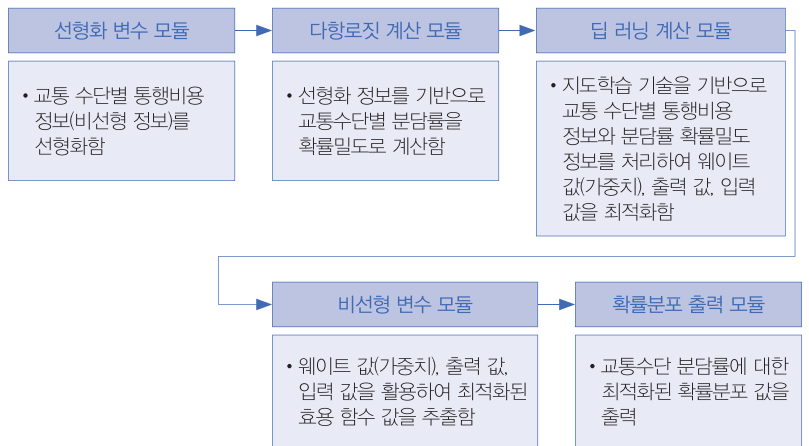 선형화 변수 모듈
• 교통 수단별 통행비용
정보(비선형 정보)를
선형화함
다항로짓 계산 모듈
• 선형화 정보를 기반으로
교통수단별 분담률을
확률밀도로 계산함
딥 러닝 계산 모듈
• 지도학습 기술을 기반으로
교통 수단별 통행비용
정보와 분담률 확률밀도
정보를 처리하여 웨이트
값(가중치), 출력 값, 입력
값을 최적화함
비선형 변수 모듈
• 웨이트 값(가중치), 출력 값,
입력 값을 활용하여 최적화된
효용 함수 값을 추출함
확률분포 출력 모듈
• 교통수단 분담률에 대한
최적화된 확률분포 값을
출력